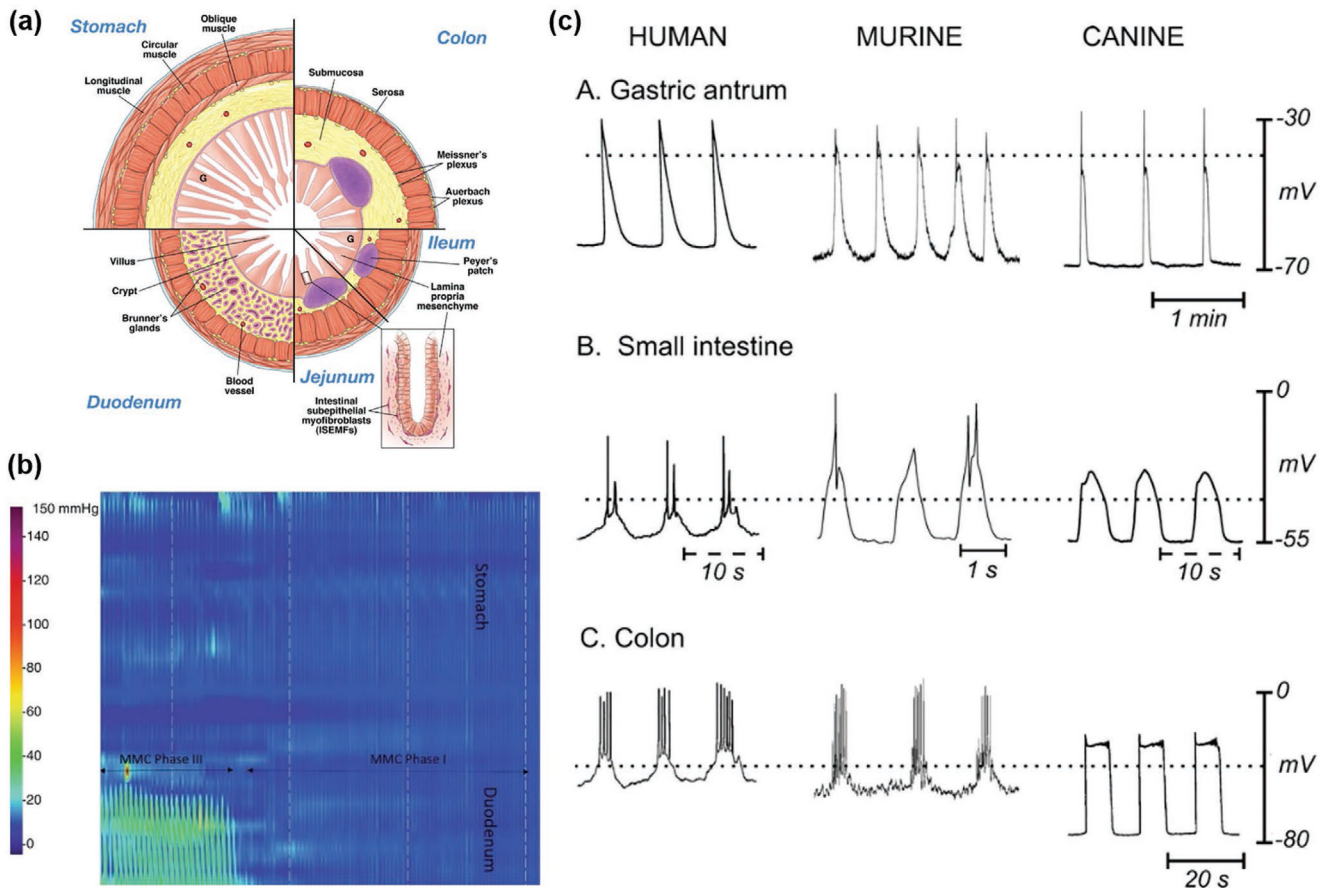 (a)
Stomach
Oblique
muscle
Circular
muscle
Longitudinal
muscle
Colon
Submucosa
Serosa
Meissner's
plexus
Auerbach
plexus
G
G
Ileum
Peyer's
patch
Lamina
propria
mesenchyme
Villus
Crypt
Brunner's
glands
Blood
vessel
Duodenum
Jejunum
Intestinal
subepithelial
myofibroblasts
(ISEMFs)
(b)
150 mmHg
140
120
100
80
60
40
20
0
Stomach
MMC Phase III
MMC Phase I
Duodenum
(c)
HUMAN MURINE CANINE
A. Gastric antrum
-30
mV
-70
1 min
B. Small intestine
0
mV
-55
10 s
1 s
10 s
C. Colon
0
mV
-80
20 s